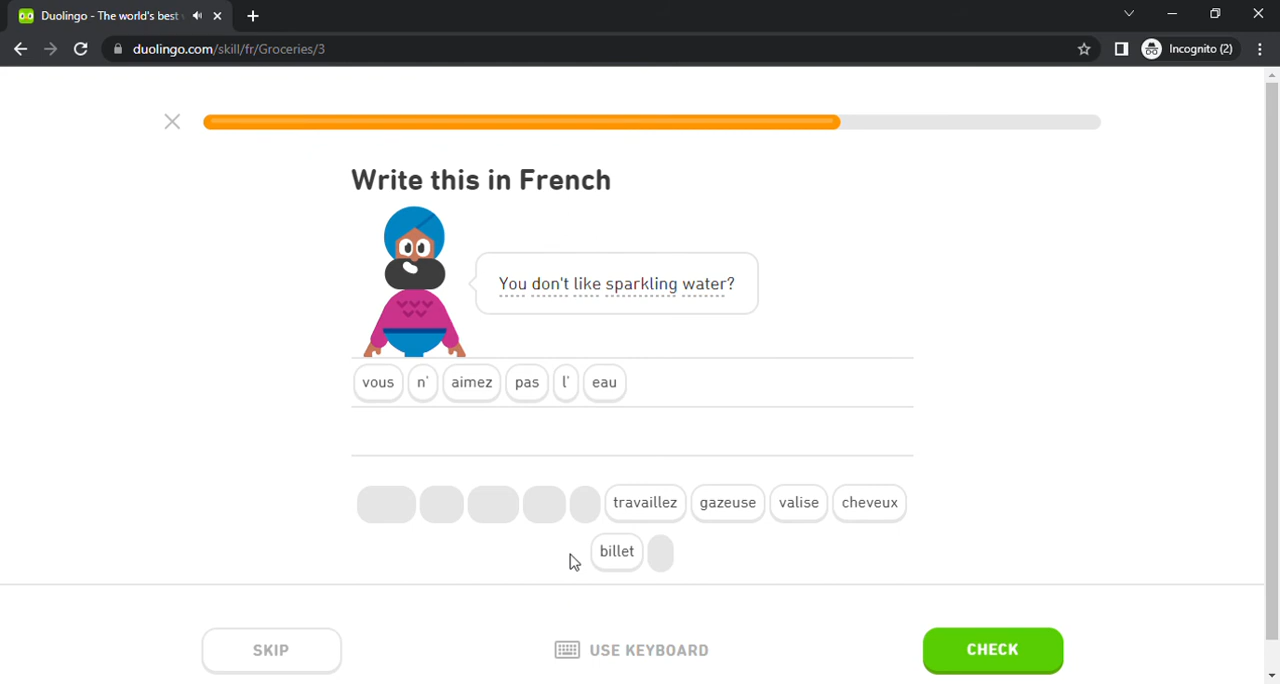 Duolingo - The world's best
duolingo.com/skill/fr/Groceries/3
Incognito (2)
Write this in French
You don't like sparkling water?
vous n' aimez pas l' eau
travaillez gazeuse valise cheveux
billet
SKIP
USE KEYBOARD
CHECK